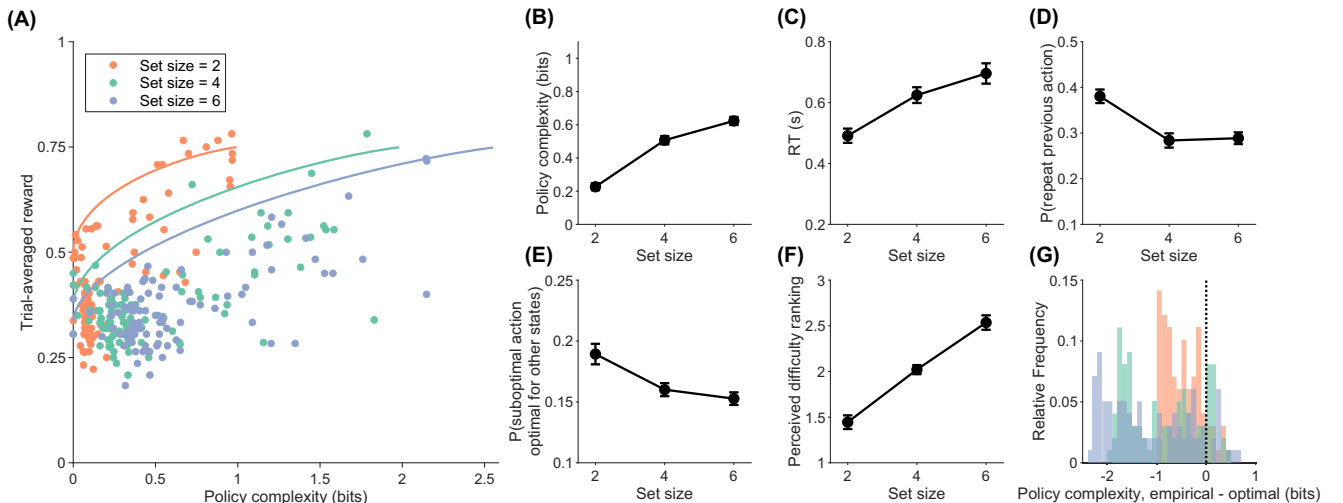 (A)
1
0.75
0.5
0.25
0
Trial-averaged reward
0
0.5
1
1.5
2
2.5
Policy complexity (bits)
Set size = 2
Set size = 4
Set size = 6
(B)
1
0.8
0.6
0.4
0.2
0
Policy complexity (bits)
2
4
6
Set size
(C)
0.8
0.6
0.4
0.2
RT (s)
2
4
6
Set size
(D)
0.5
0.4
0.3
0.2
0.1
P(repeat previous action)
2
4
6
Set size
(E)
0.25
0.2
0.15
0.1
P(suboptimal action
optimal for other states)
2
4
6
Set size
(F)
3
2.5
2
1.5
1
Perceived difficulty ranking
2
4
6
Set size
(G)
0.15
0.1
0.05
0
Relative Frequency
-2
-1
0
1
Policy complexity, empirical - optimal (bits)